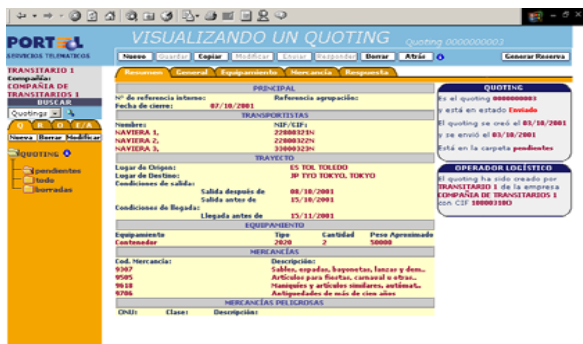 VISUALIZANDO UN QUOTING
Quoting 0000000003
PORTEL
SERVICIOS TELEMATICOS
Nuevo Guardar Copiar Modificar Enviar Responder Borrar Atrás Generar Reserva
TRANSITARIO 1
Compañía:
COMPAÑÍA DE
TRANSITARIOS 1
BUSCAR
Quotings
Q R O T/A
Nueva Borrar Modificar
QUOTING
pendientes
todo
borradas
Resumen General Equipamiento Mercancía Respuesta
PRINCIPAL
Nº de referencia interno: Referencia agrupación:
Fecha de cierre: 07/10/2001
TRANSPORTISTAS
Nombre: NIF/CIF:
NAVIERA 1, 22000321N
NAVIERA 2, 22000322N
NAVIERA 3, 33000323N
TRAYECTO
Lugar de Origen: ES TOL TOLEDO
Lugar de Destino: JP TYO TOKYO, TOKYO
Condiciones de salida:
Salida después de 08/10/2001
Salida antes de 15/10/2001
Condiciones de llegada:
Llegada antes de 15/11/2001
EQUIPAMIENTO
Equipamiento Tipo Cantidad Peso Aproximado
Contenedor 2020 2 50000
MERCANCÍAS
Cod. Mercancía: Descripción:
9307 Sables, espadas, bayonetas, lanzas y dem..
9505 Artículos para fiestas, carnaval u otras..
9618 Maniquíes y artículos similares, autómat..
9706 Antiguedades de más de cien años
MERCANCÍAS PELIGROSAS
ONU: Clase: Descripción:
QUOTING
Es el quoting 0000000003
y está en estado Enviado
El quoting se creó el 03/10/2001
y se envió el 03/10/2001
Está en la carpeta pendientes
OPERADOR LOGÍSTICO
El quoting ha sido creado por
TRANSITARIO 1 de la empresa
COMPAÑÍA DE TRANSITARIOS 1
con CIF 10000310J